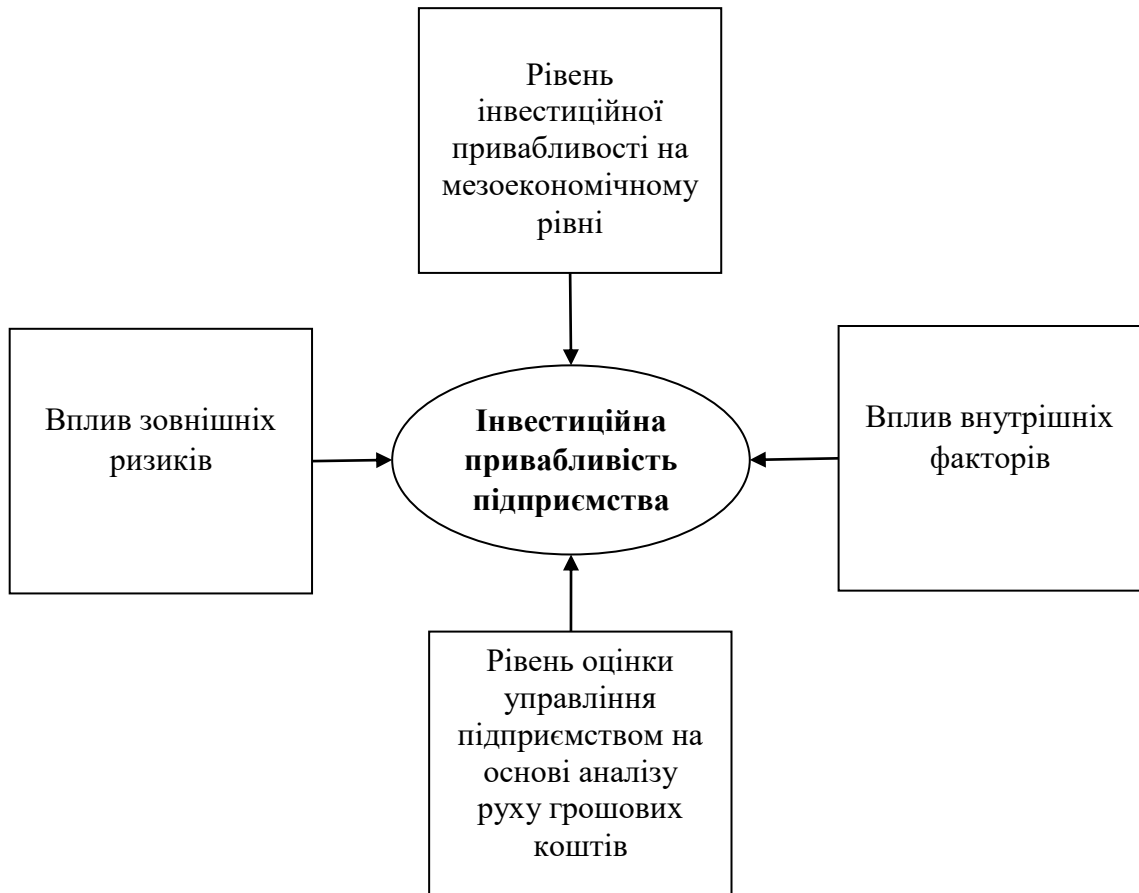 Рівень
інвестиційної
привабливості на
мезоекономічному
рівні
Вплив зовнішніх
ризиків
Інвестиційна
привабливість
підприємства
Вплив внутрішніх
факторів
Рівень оцінки
управління
підприємством на
основі аналізу
руху грошових
коштів